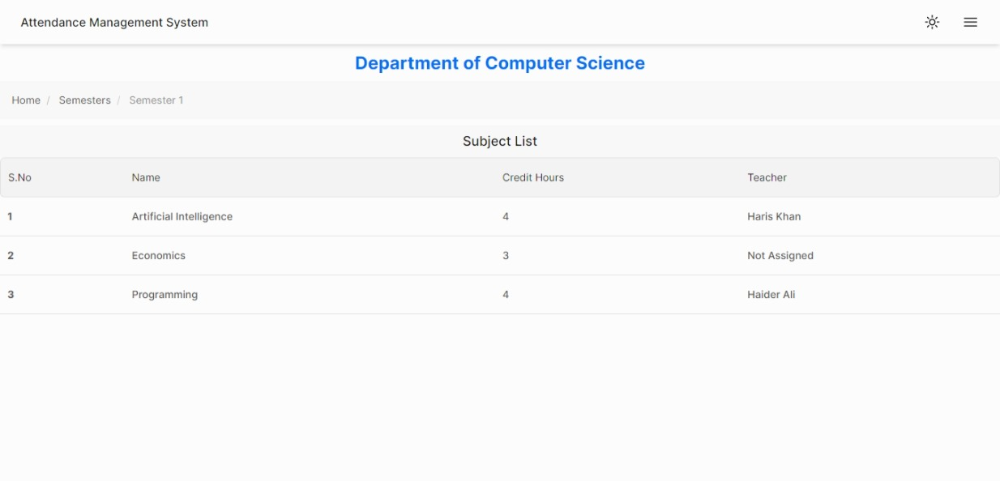 Attendance Management System
Department of Computer Science
Home / Semesters / Semester 1
Subject List
S.No Name Credit Hours Teacher
1 Artificial Intelligence 4 Haris Khan
2 Economics 3 Not Assigned
3 Programming 4 Haider Ali